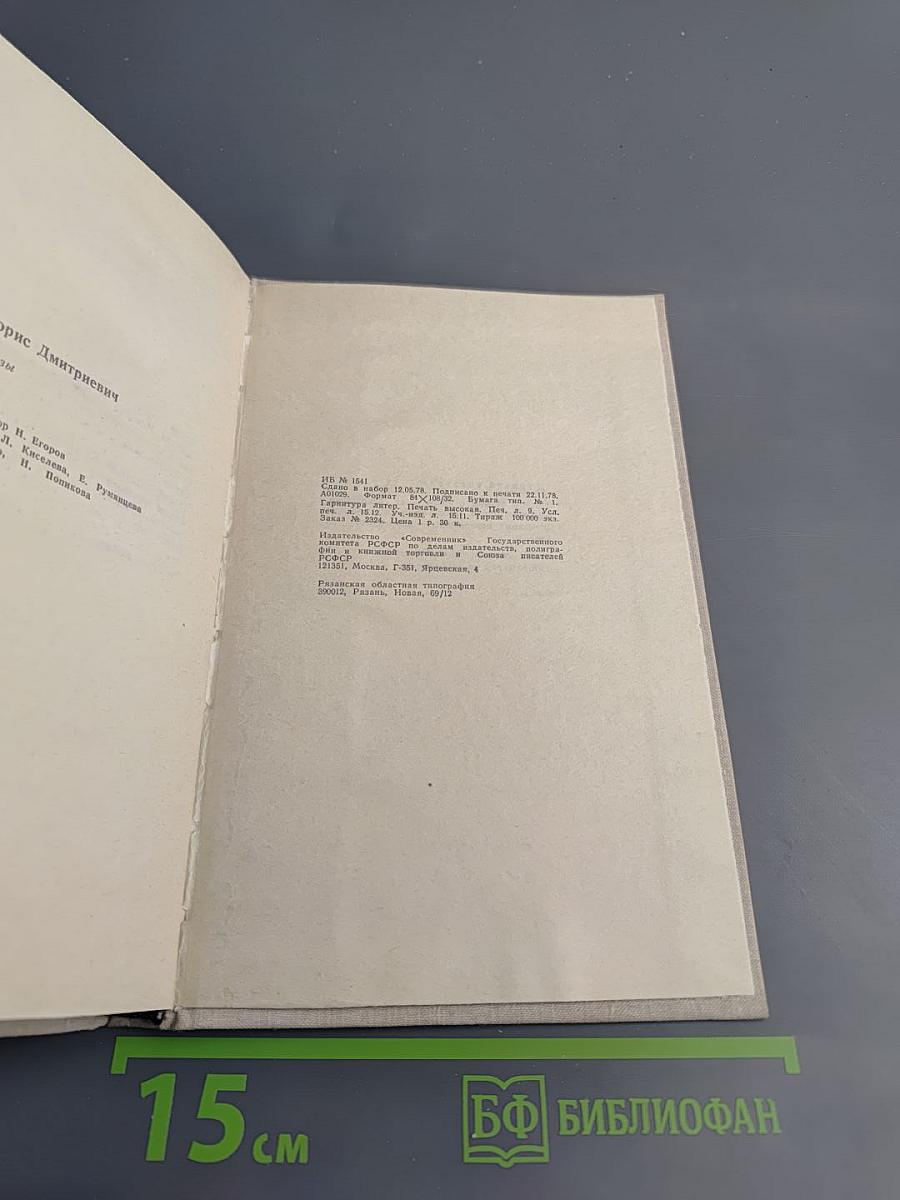 орис Дмитриевич
зы
ор Н. Егоров
Л. Киселева, Е. Румянцева
И. Попикова
ИБ № 1541
Сдано в набор 12.05.78. Подписано к печати 22.11.78.
А01029. Формат 84×108/32. Бумага тип. № 1.
Гарнитура литер. Печать высокая. Печ. л. 9. Усл.
печ. л. 15.12. Уч.-изд. л. 15.11. Тираж 100 000 экз.
Заказ № 2324. Цена 1 р. 30 к.
Издательство «Современник» Государственного
комитета РСФСР по делам издательств, полигра-
фии и книжной торговли и Союза писателей
РСФСР
121351, Москва, Г-351, Ярцевская, 4
Рязанская областная типография
390012, Рязань, Новая, 69/12
15 см
БФ БИБЛИОФАН